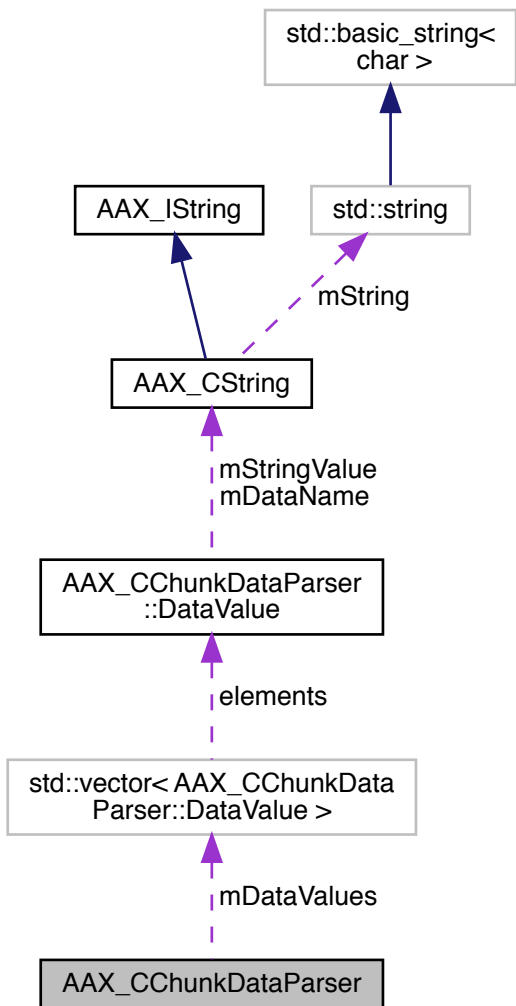 std::basic_string<
char >
AAX_IString
std::string
mString
AAX_CString
mStringValue
mDataName
AAX_CChunkDataParser
::DataValue
elements
std::vector< AAX_CChunkData
Parser::DataValue >
mDataValues
AAX_CChunkDataParser